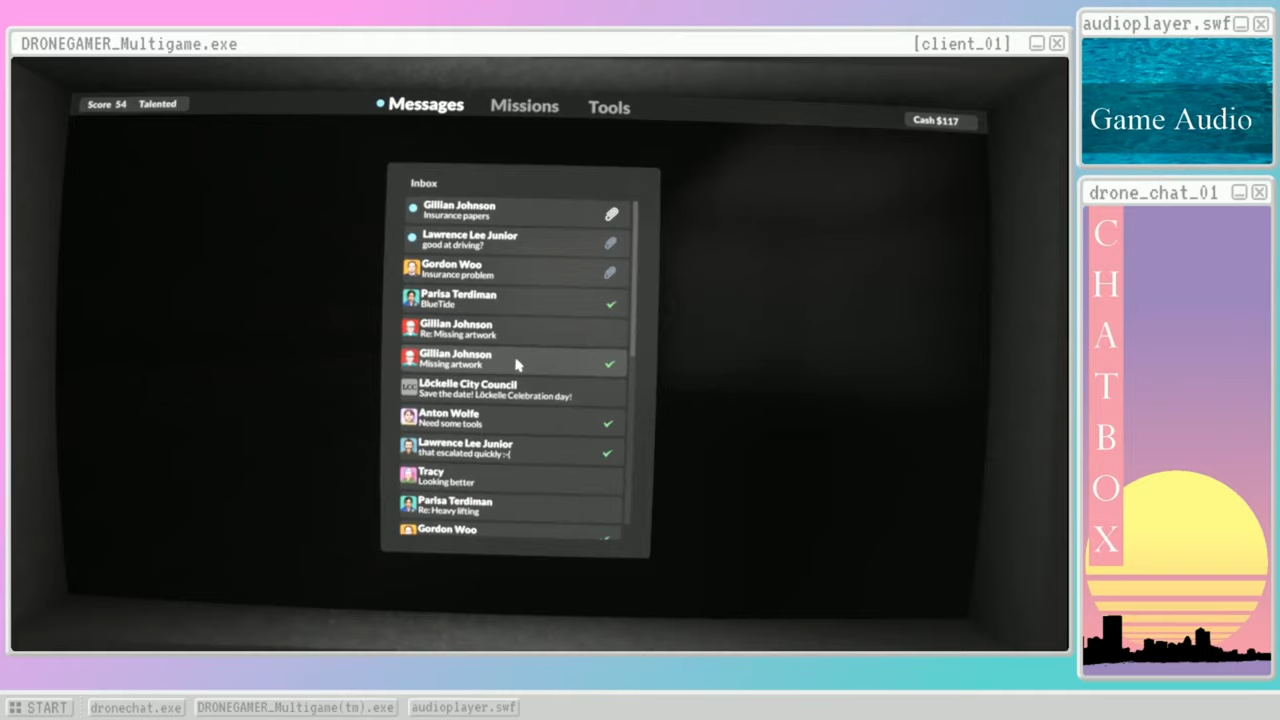 DRONEGAMER_Multigame.exe
[client_01]
Score 54 Talented
Messages
Missions
Tools
Cash $117
Inbox
Gillian Johnson
Insurance papers
Lawrence Lee Junior
good at driving?
Gordon Woo
Insurance problem
Parisa Terdiman
BlueTide
Gillian Johnson
Re: Missing artwork
Gillian Johnson
Missing artwork
Löckelle City Council
Save the date! Löckelle Celebration day!
Anton Wolfe
Need some tools
Lawrence Lee Junior
that escalated quickly :-(
Tracy
Looking better
Parisa Terdiman
Re: Heavy lifting
Gordon Woo
audioplayer.swf
Game Audio
drone_chat_01
CHATBOX
START
dronechat.exe
DRONEGAMER_Multigame(tm).exe
audioplayer.swf